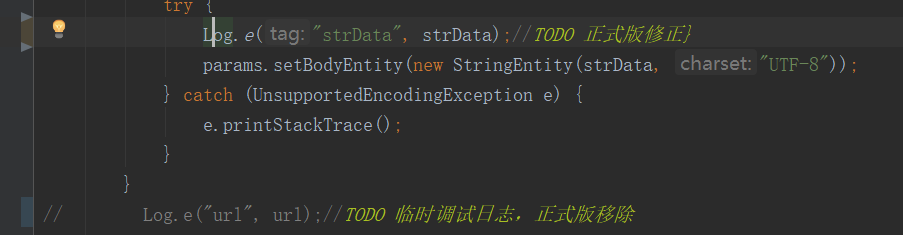 try {
Log.e( tag: "strData", strData);//TODO 正式版修正}
params.setBodyEntity(new StringEntity(strData, charset: "UTF-8"));
} catch (UnsupportedEncodingException e) {
e.printStackTrace();
}
}
// Log.e("url", url);//TODO 临时调试日志，正式版移除